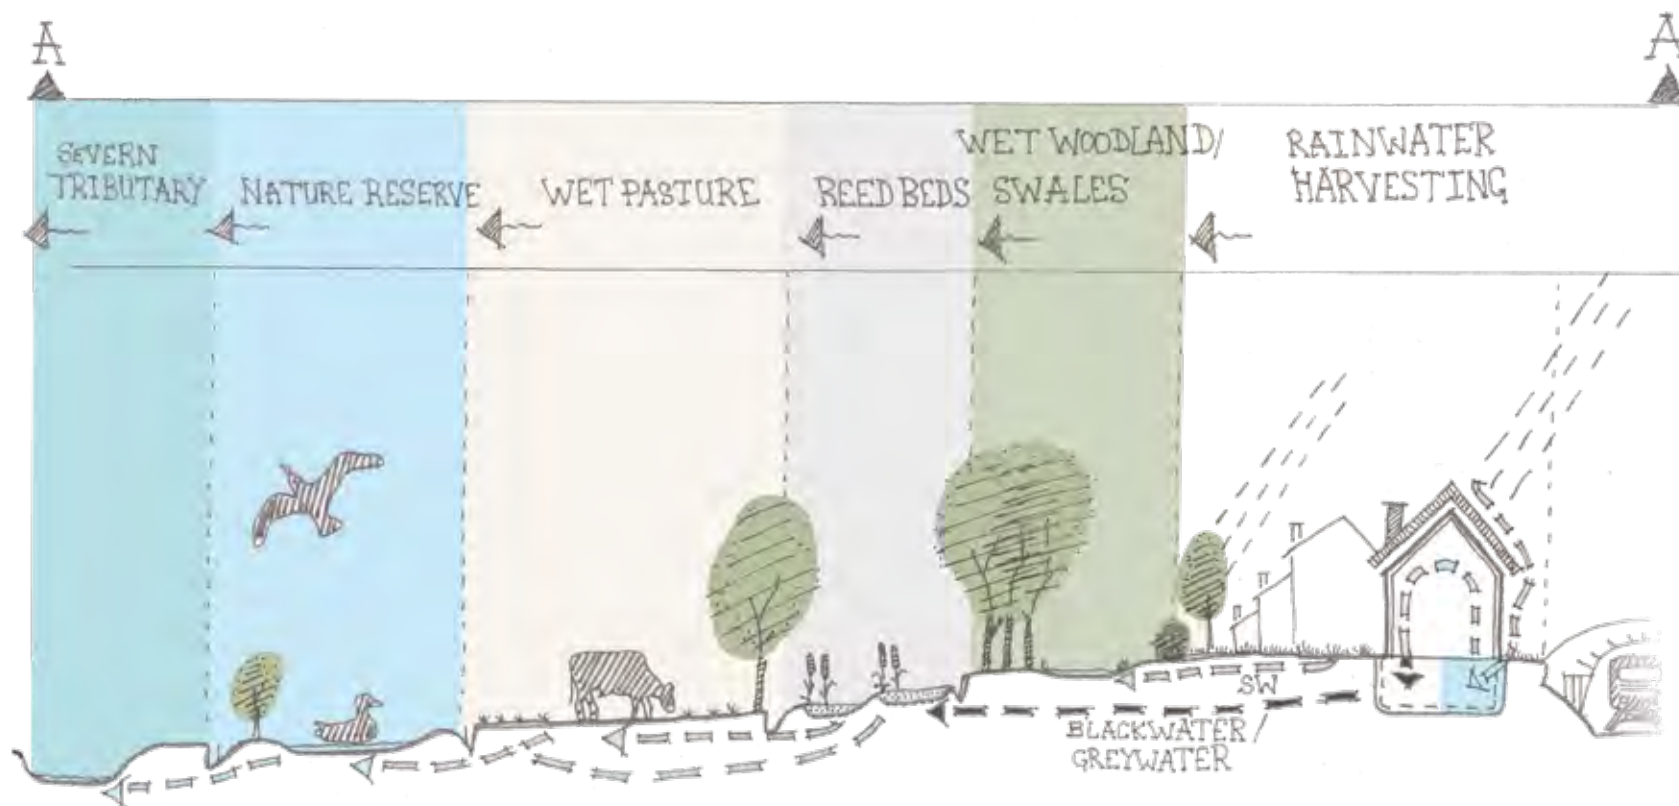 A
A
SEVERN
TRIBUTARY
NATURE RESERVE
WET PASTURE
REED BEDS
WET WOODLAND/
SWALES
RAINWATER
HARVESTING
SW
BLACKWATER/
GREYWATER